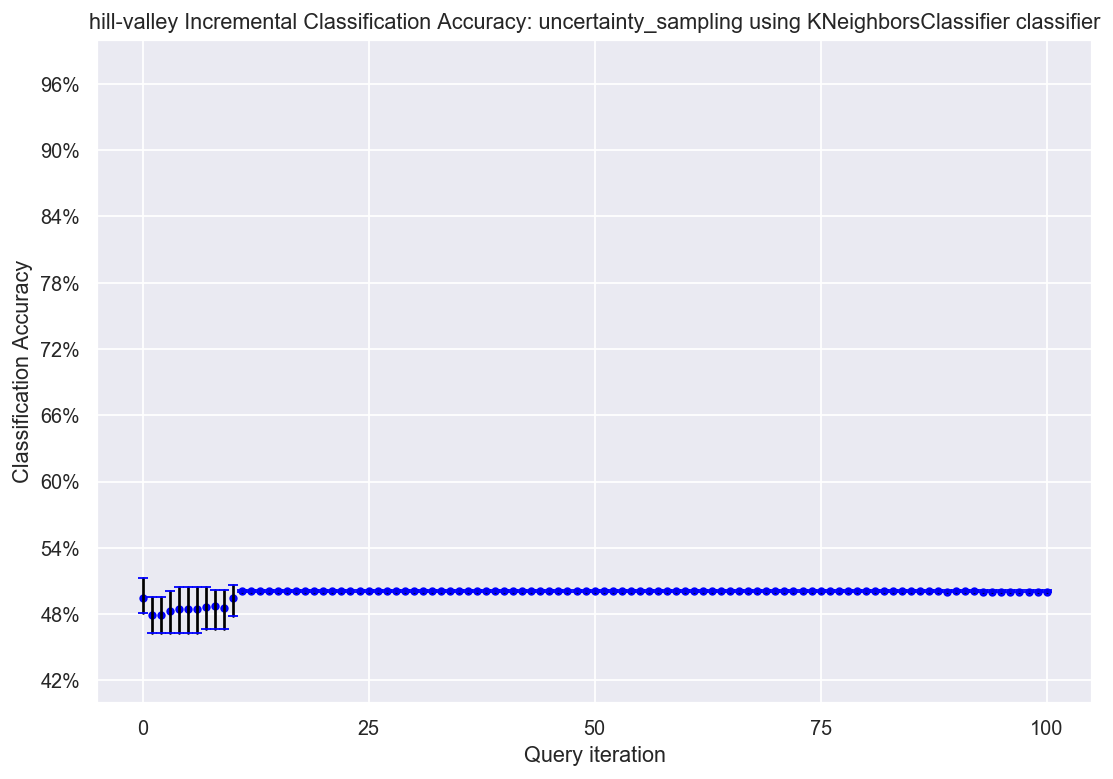 hill-valley Incremental Classification Accuracy: uncertainty_sampling using KNeighborsClassifier classifier
96%
90%
84%
78%
72%
66%
60%
54%
48%
42%
Classification Accuracy
0 25 50 75 100
Query iteration